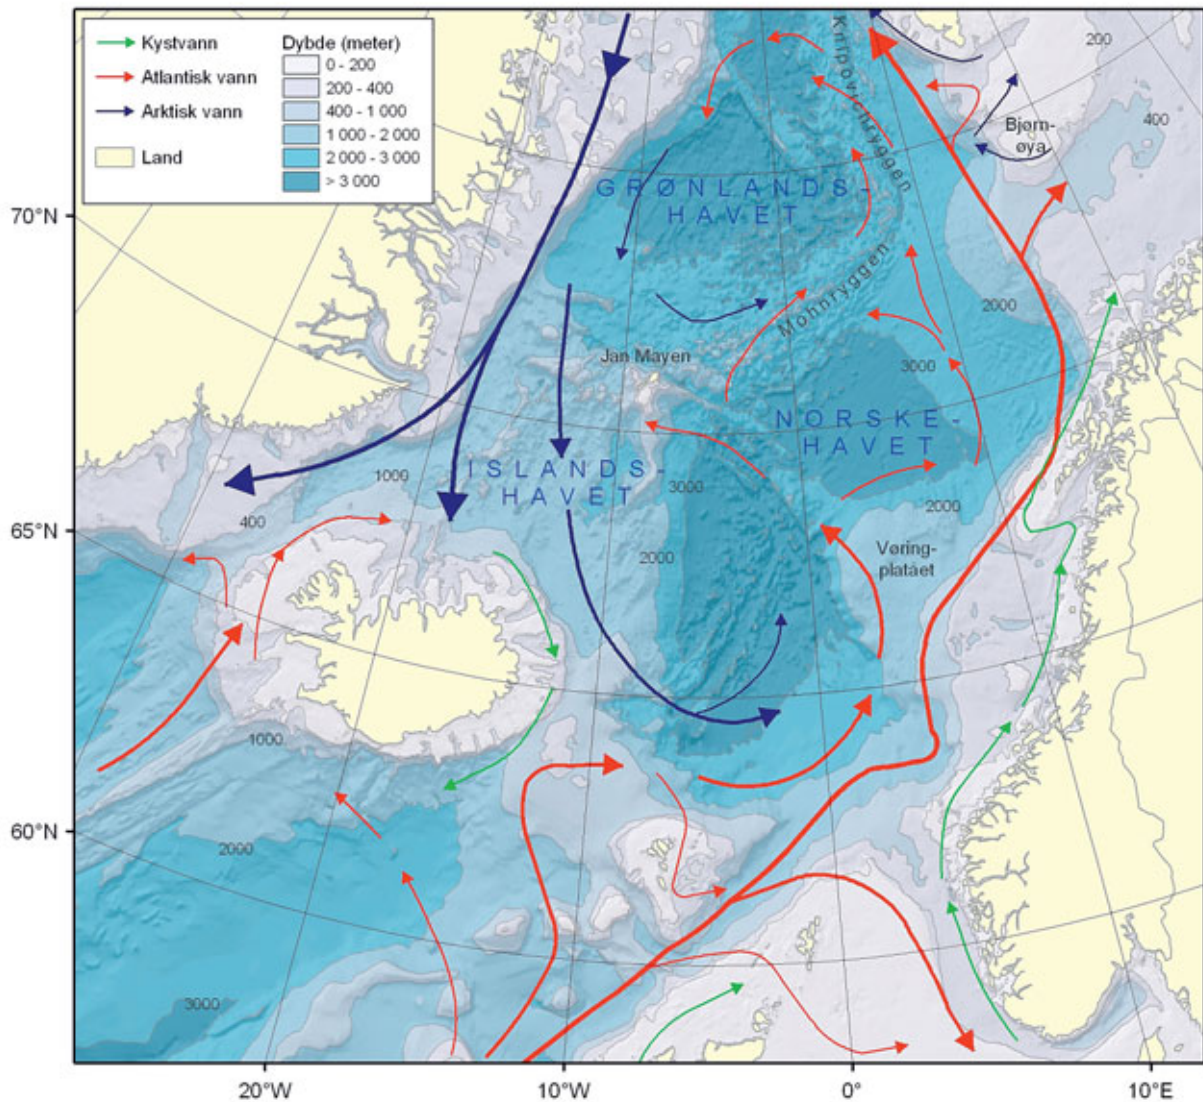 Kystvann
Atlantisk vann
Arktisk vann
Land
Dybde (meter)
0 - 200
200 - 400
400 - 1 000
1 000 - 2 000
2 000 - 3 000
> 3 000
Knipovichryggen
200
400
Bjørn-
øya
GRØNLANDS-
HAVET
Mohnryggen
2000
3000
Jan Mayen
NORSKE-
HAVET
ISLANDS-
HAVET
1000
3000
2000
2000
400
Vøring-
platået
1000
2000
3000
70°N
65°N
60°N
20°W
10°W
0°
10°E